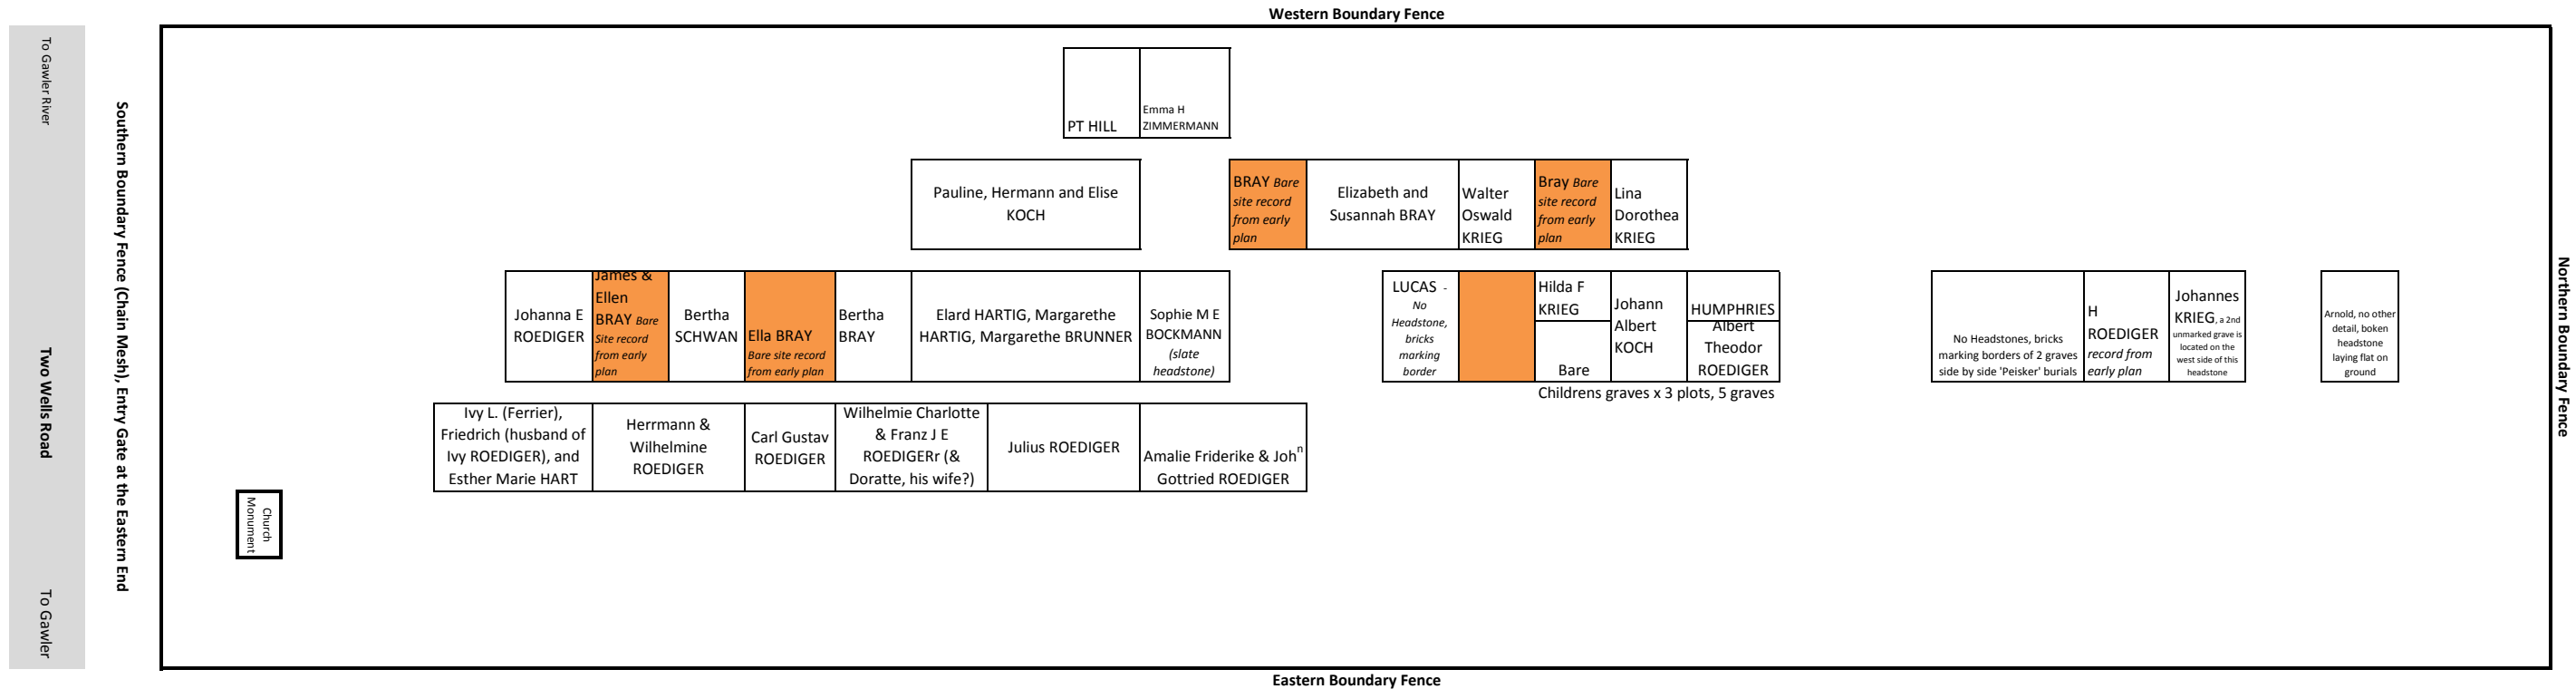 Western Boundary Fence
To Gawler River
Two Wells Road
To Gawler
Southern Boundary Fence (Chain Mesh), Entry Gate at the Eastern End
PT HILL
Emma H
ZIMMERMANN
Pauline, Hermann and Elise
KOCH
BRAY Bare
site record
from early
plan
Elizabeth and
Susannah BRAY
Walter
Oswald
KRIEG
Bray Bare
site record
from early
plan
Lina
Dorothea
KRIEG
Johanna E
ROEDIGER
James &
Ellen
BRAY Bare
Site record
from early
plan
Bertha
SCHWAN
Ella BRAY
Bare site record
from early plan
Bertha
BRAY
Elard HARTIG, Margarethe
HARTIG, Margarethe BRUNNER
Sophie M E
BOCKMANN
(slate
headstone)
LUCAS -
No
Headstone,
bricks
marking
border
Hilda F
KRIEG
Bare
Johann
Albert
KOCH
HUMPHRIES
Albert
Theodor
ROEDIGER
Childrens graves x 3 plots, 5 graves
No Headstones, bricks
marking borders of 2 graves
side by side 'Peisker' burials
H
ROEDIGER
record from
early plan
Johannes
KRIEG, a 2nd
unmarked grave is
located on the
west side of this
headstone
Arnold, no other
detail, boken
headstone
laying flat on
ground
Northern Boundary Fence
Ivy L. (Ferrier),
Friedrich (husband of
Ivy ROEDIGER), and
Esther Marie HART
Herrmann &
Wilhelmine
ROEDIGER
Carl Gustav
ROEDIGER
Wilhelmie Charlotte
& Franz J E
ROEDIGERr (&
Doratte, his wife?)
Julius ROEDIGER
Amalie Friderike & Johⁿ
Gottried ROEDIGER
Church
Monument
Eastern Boundary Fence